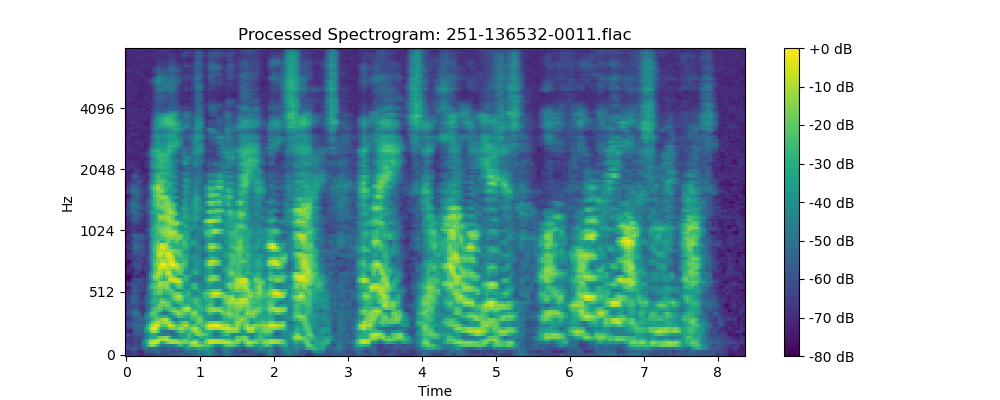 Processed Spectrogram: 251-136532-0011.flac
Hz
4096
2048
1024
512
0
0 1 2 3 4 5 6 7 8
Time
+0 dB
-10 dB
-20 dB
-30 dB
-40 dB
-50 dB
-60 dB
-70 dB
-80 dB